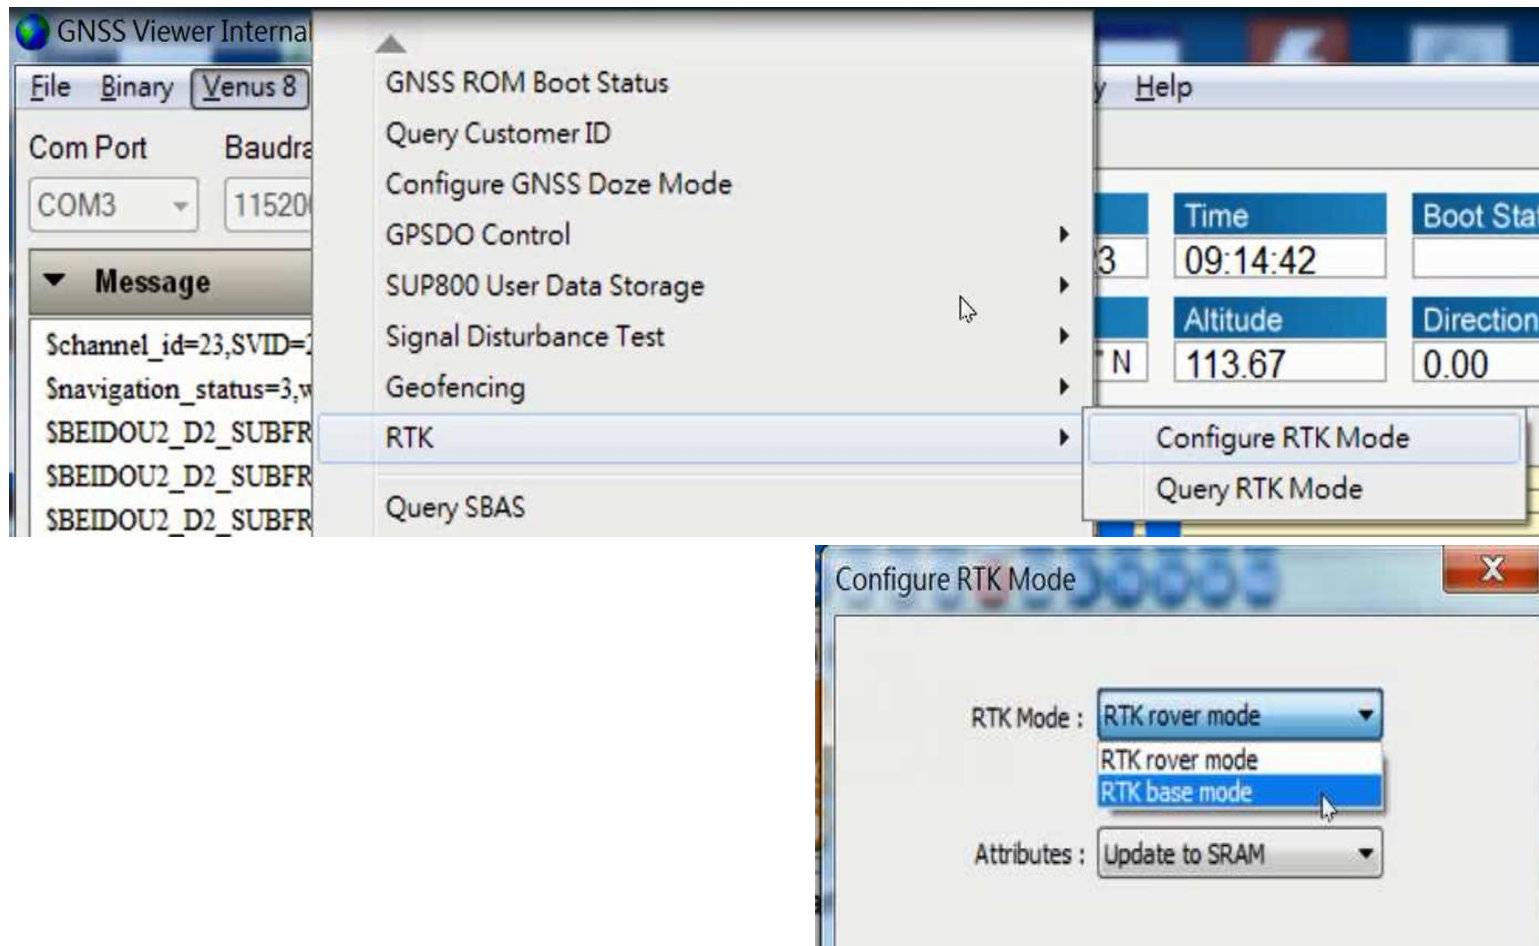 GNSS Viewer Internal
File Binary Venus 8 Help
Com Port
COM3
Message
$channel_id=23,SVID=
$navigation_status=3,
$BEIDOU2_D2_SUBFR
$BEIDOU2_D2_SUBFR
$BEIDOU2_D2_SUBFR
GNSS ROM Boot Status
Query Customer ID
Configure GNSS Doze Mode
GPSDO Control
SUP800 User Data Storage
Signal Disturbance Test
Geofencing
RTK
Query SBAS
Configure RTK Mode
Query RTK Mode
Time
09:14:42
Boot Sta
Altitude
113.67
Direction
0.00
N
Configure RTK Mode
RTK Mode : RTK rover mode
RTK rover mode
RTK base mode
Attributes : Update to SRAM